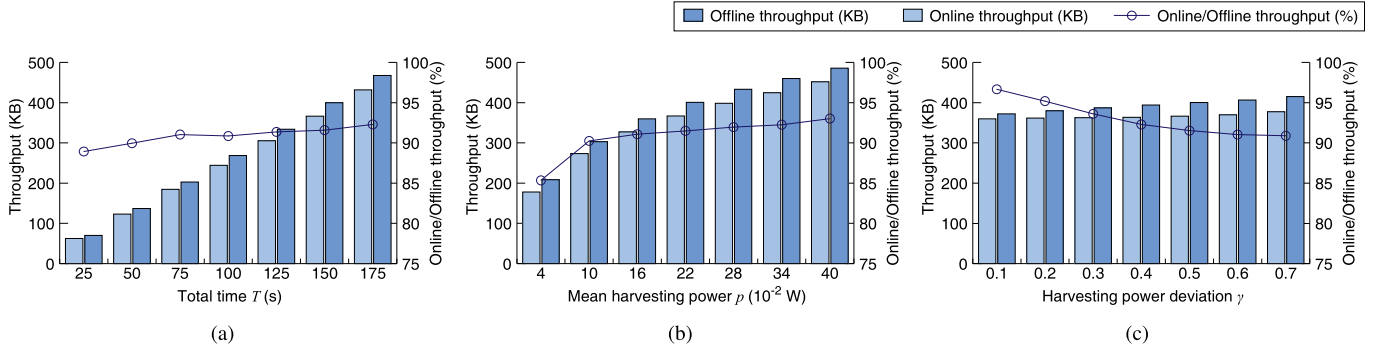 Offline throughput (KB) Online throughput (KB) Online/Offline throughput (%)
Throughput (KB)
500
400
300
200
100
0
25 50 75 100 125 150 175
Total time T (s)
100
95
90
85
80
75
Online/Offline throughput (%)
(a)
Throughput (KB)
500
400
300
200
100
0
4 10 16 22 28 34 40
Mean harvesting power p (10-2 W)
100
95
90
85
80
75
Online/Offline throughput (%)
(b)
Throughput (KB)
500
400
300
200
100
0
0.1 0.2 0.3 0.4 0.5 0.6 0.7
Harvesting power deviation γ
100
95
90
85
80
75
Online/Offline throughput (%)
(c)